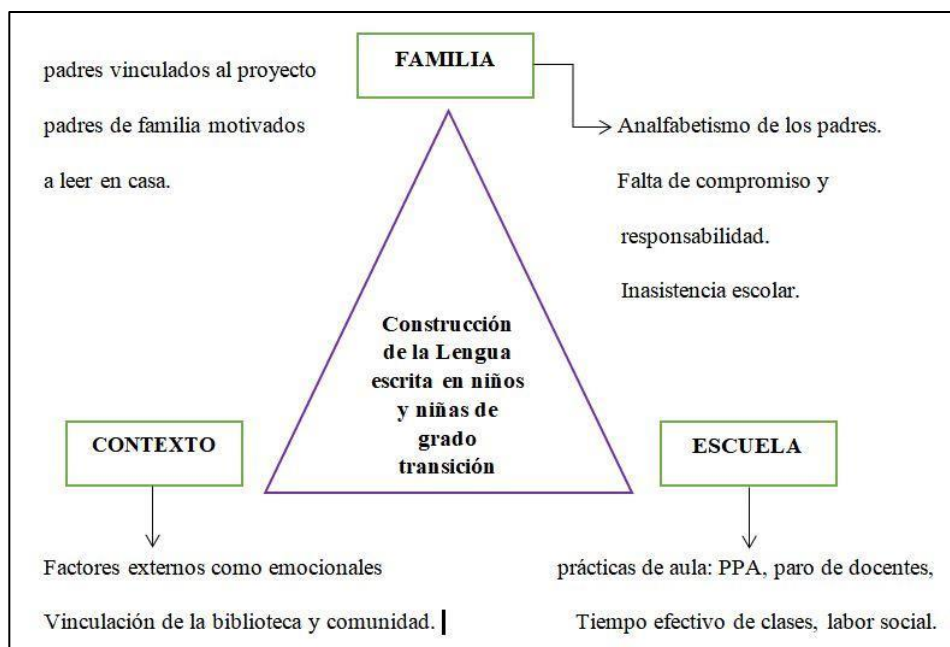 FAMILIA
padres vinculados al proyecto
padres de familia motivados
a leer en casa.
Analfabetismo de los padres.
Falta de compromiso y
responsabilidad.
Inasistencia escolar.
Construcción
de la Lengua
escrita en niños
y niñas de
grado
transición
CONTEXTO
ESCUELA
Factores externos como emocionales
Vinculación de la biblioteca y comunidad.
prácticas de aula: PPA, paro de docentes,
Tiempo efectivo de clases, labor social.